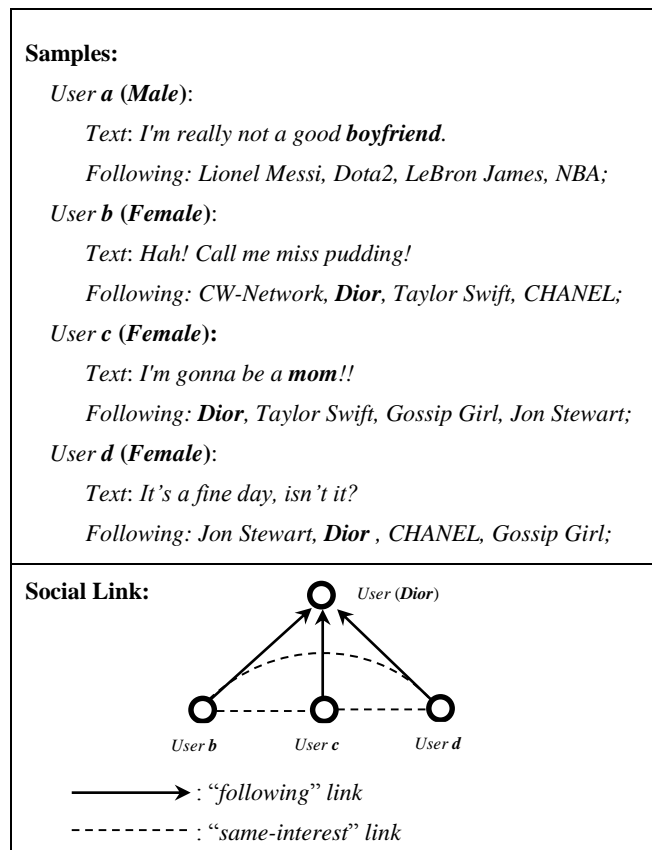 Samples:
User a (Male):
Text: I'm really not a good boyfriend.
Following: Lionel Messi, Dota2, LeBron James, NBA;
User b (Female):
Text: Hah! Call me miss pudding!
Following: CW-Network, Dior, Taylor Swift, CHANEL;
User c (Female):
Text: I'm gonna be a mom!!
Following: Dior, Taylor Swift, Gossip Girl, Jon Stewart;
User d (Female):
Text: It’s a fine day, isn’t it?
Following: Jon Stewart, Dior , CHANEL, Gossip Girl;
Social Link:
User (Dior)
User b User c User d
: “following” link
: “same-interest” link